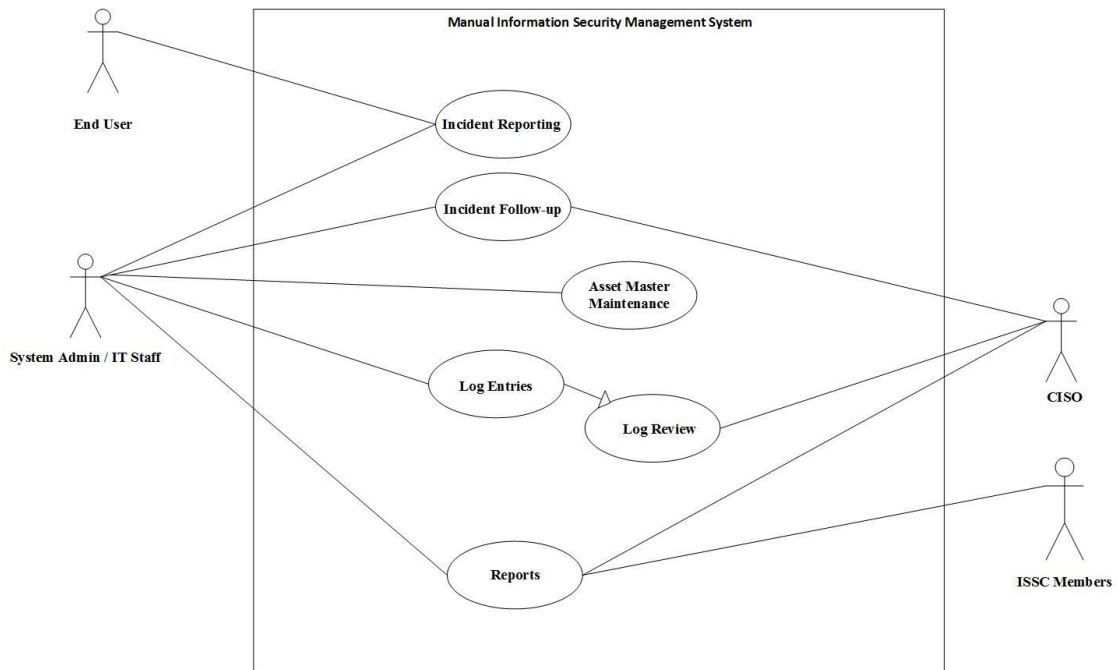 Manual Information Security Management System
End User
Incident Reporting
Incident Follow-up
Asset Master
Maintenance
System Admin / IT Staff
Log Entries
CISO
Log Review
Reports
ISSC Members